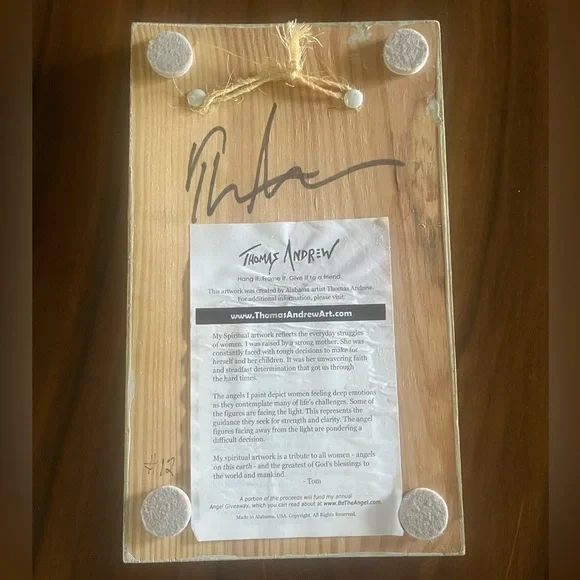 Th A
THOMAS ANDREW
Hang it. Frame it. Give it to a friend.
This artwork was created by Alabama artist Thomas Andrew.
For additional information, please visit:
www.ThomasAndrewArt.com
My Spiritual artwork reflects the everyday struggles
of women. I was raised by a strong mother. She was
constantly faced with tough decisions to make for
herself and her children. It was her unwavering faith
and steadfast determination that got us through
the hard times.
The angels I paint depict women feeling deep emotions
as they contemplate many of life's challenges. Some of
the figures are facing the light. This represents the
guidance they seek for strength and clarity. The angel
figures facing away from the light are pondering a
difficult decision.
My spiritual artwork is a tribute to all women - angels
on this earth - and the greatest of God's blessings to
the world and mankind.
- Tom
#12
A portion of the proceeds will fund my annual
Angel Giveaway, which you can read about at www.BeTheAngel.com.
Made in Alabama, USA. Copyright. All Rights Reserved.